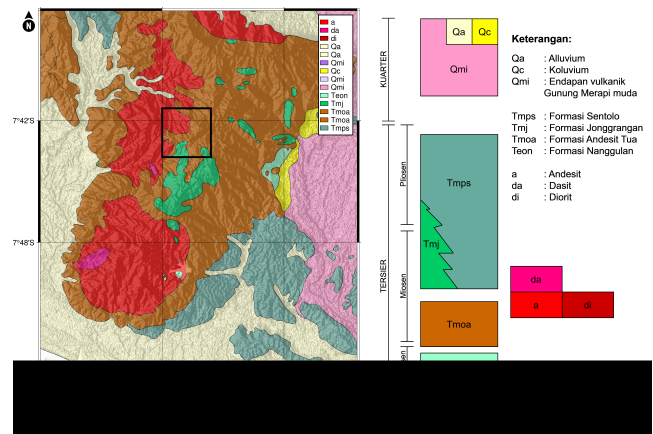 N
a
da
di
Qa
Qa
Qmi
Qc
Qmi
Qmi
Teon
Tmj
Tmoa
Tmoa
Tmps
7°42'S
7°48'S
KUARTER
Qa
Qc
Qmi
TERSIER
Pliosen
Miosen
Tmps
Tmj
Tmoa
da
a
di
Keterangan:
Qa : Alluvium
Qc : Koluvium
Qmi : Endapan vulkanik
Gunung Merapi muda
Tmps : Formasi Sentolo
Tmj : Formasi Jonggrangan
Tmoa : Formasi Andesit Tua
Teon : Formasi Nanggulan
a : Andesit
da : Dasit
di : Diorit